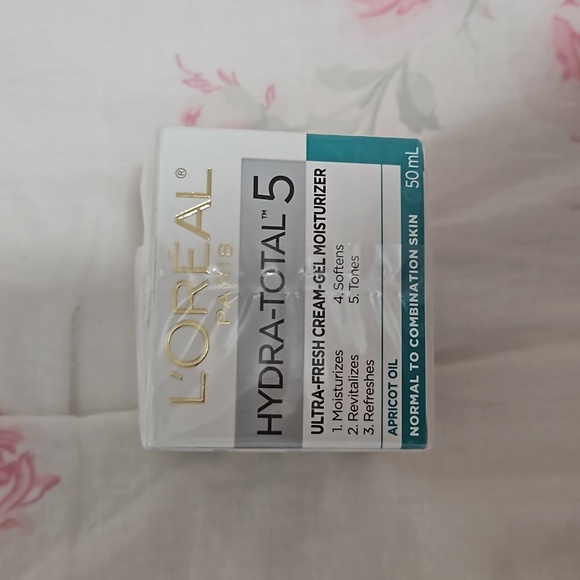 L'ORÉAL®
PARIS
HYDRA-TOTAL™ 5
ULTRA-FRESH CREAM-GEL MOISTURIZER
1. Moisturizes 4. Softens
2. Revitalizes 5. Tones
3. Refreshes
APRICOT OIL
NORMAL TO COMBINATION SKIN 50 mL